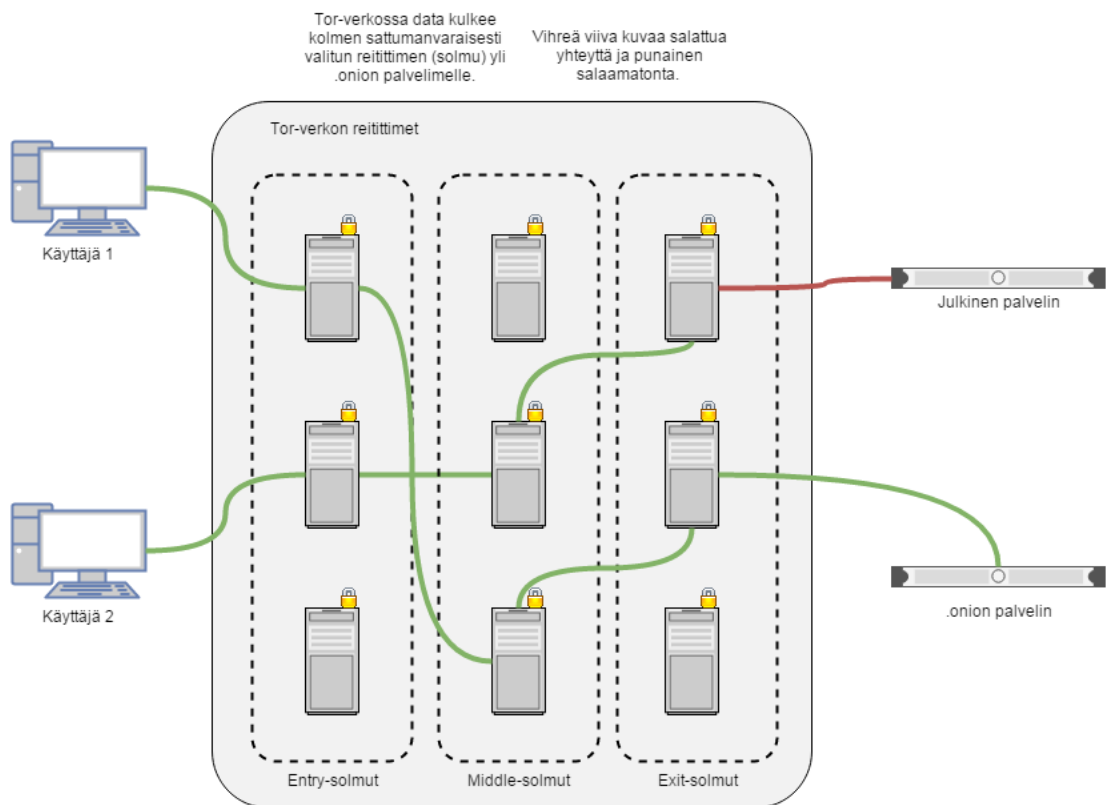 Tor-verkossa data kulkee
kolmen sattumanvaraisesti
valitun reitittimen (solmu) yli
.onion palvelimelle.
Vihreä viiva kuvaa salattua
yhteyttä ja punainen
salaamatonta.
Tor-verkon reitittimet
Käyttäjä 1
Julkinen palvelin
Käyttäjä 2
.onion palvelin
Entry-solmut
Middle-solmut
Exit-solmut